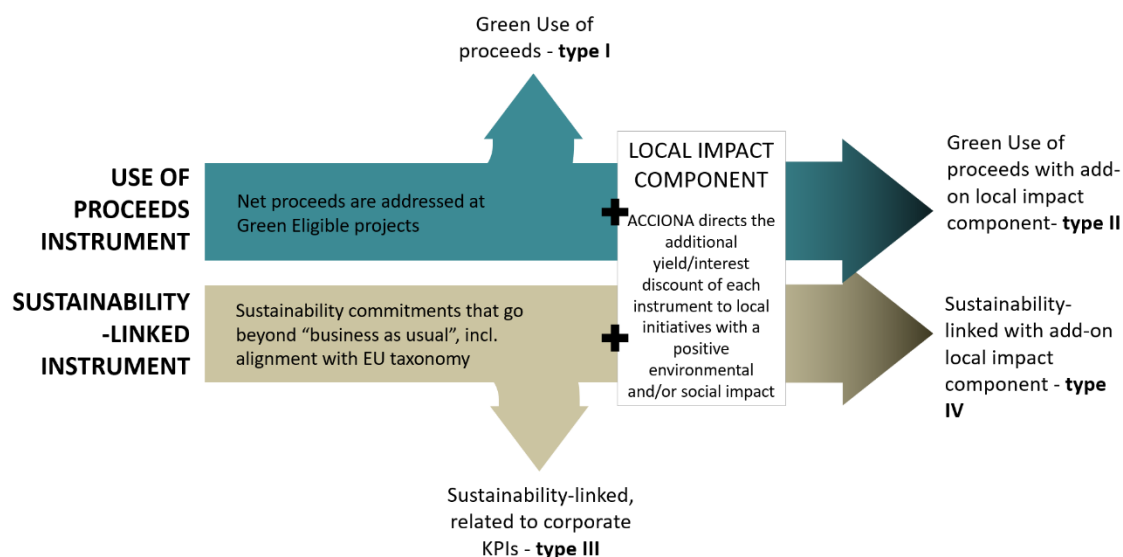 Green Use of
proceeds - type I
USE OF
PROCEEDS
INSTRUMENT
Net proceeds are addressed at
Green Eligible projects
+
LOCAL IMPACT
COMPONENT
ACCIONA directs the
additional
yield/interest
discount of each
instrument to local
initiatives with a
positive
environmental
and/or social impact
Green Use of
proceeds with add-
on local impact
component- type II
SUSTAINABILITY
-LINKED
INSTRUMENT
Sustainability commitments that go
beyond “business as usual”, incl.
alignment with EU taxonomy
+
Sustainability-
linked with add-on
local impact
component - type
IV
Sustainability-linked,
related to corporate
KPIs - type III